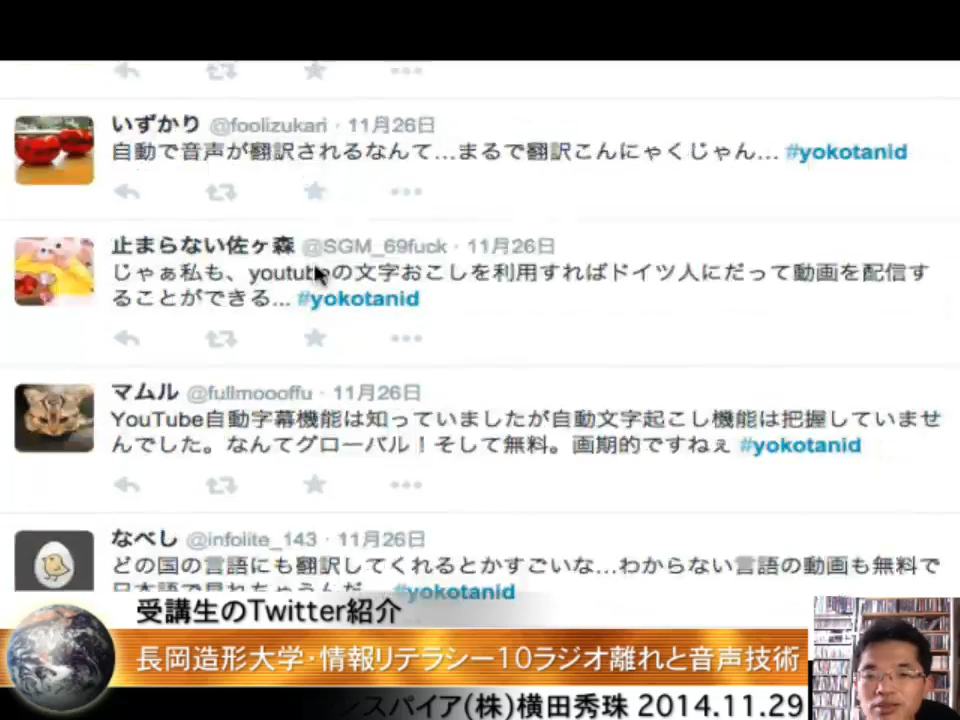 いずかり @foolizukari · 11月26日
自動で音声が翻訳されるなんて…まるで翻訳こんにゃくじゃん… #yokotanid
止まらない佐ヶ森 @SGM_69fuck · 11月26日
じゃぁ私も、youtubeの文字おこしを利用すればドイツ人にだって動画を配信す
ることができる… #yokotanid
マムル @fullmoooffu · 11月26日
YouTube自動字幕機能は知っていましたが自動文字起こし機能は把握していませ
んでした。なんてグローバル！そして無料。画期的ですねぇ #yokotanid
なべし @infolite_143 · 11月26日
どの国の言語にも翻訳してくれるとかすごいな…わからない言語の動画も無料で
日本語で見れちゃうんだ… #yokotanid
受講生のTwitter紹介
長岡造形大学・情報リテラシー10ラジオ離れと音声技術
ンスパイア(株)横田秀珠 2014.11.29